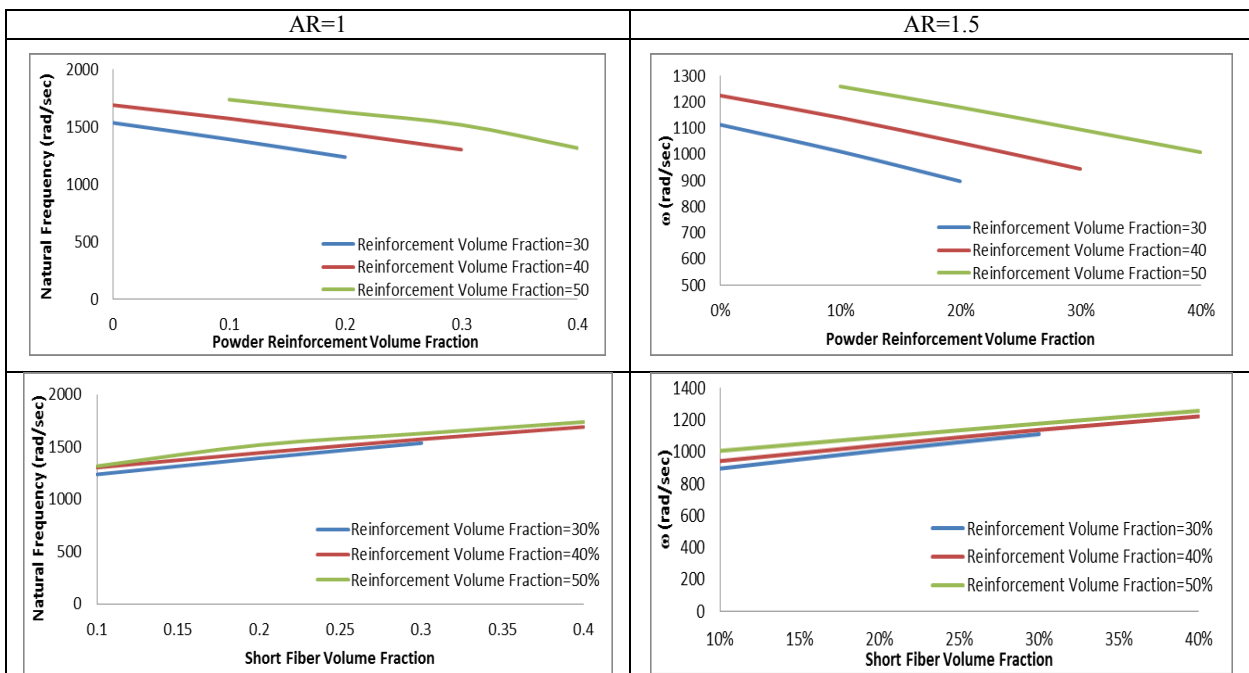 AR=1
AR=1.5
Natural Frequency (rad/sec)
2000
1500
1000
500
0
0 0.1 0.2 0.3 0.4
Powder Reinforcement Volume Fraction
Reinforcement Volume Fraction=30
Reinforcement Volume Fraction=40
Reinforcement Volume Fraction=50
ω (rad/sec)
1300
1200
1100
1000
900
800
700
600
500
0% 10% 20% 30% 40%
Powder Reinforcement Volume Fraction
Reinforcement Volume Fraction=30
Reinforcement Volume Fraction=40
Reinforcement Volume Fraction=50
Natural Frequency (rad/sec)
2000
1500
1000
500
0
0.1 0.15 0.2 0.25 0.3 0.35 0.4
Short Fiber Volume Fraction
Reinforcement Volume Fraction=30%
Reinforcement Volume Fraction=40%
Reinforcement Volume Fraction=50%
ω (rad/sec)
1400
1200
1000
800
600
400
200
0
10% 15% 20% 25% 30% 35% 40%
Short Fiber Volume Fraction
Reinforcement Volume Fraction=30%
Reinforcement Volume Fraction=40%
Reinforcement Volume Fraction=50%